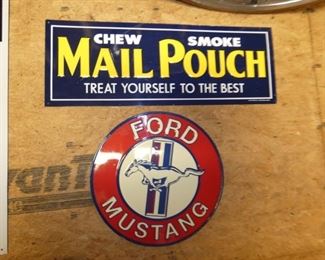 CHEW SMOKE
MAIL POUCH
TREAT YOURSELF TO THE BEST
FORD
MUSTANG